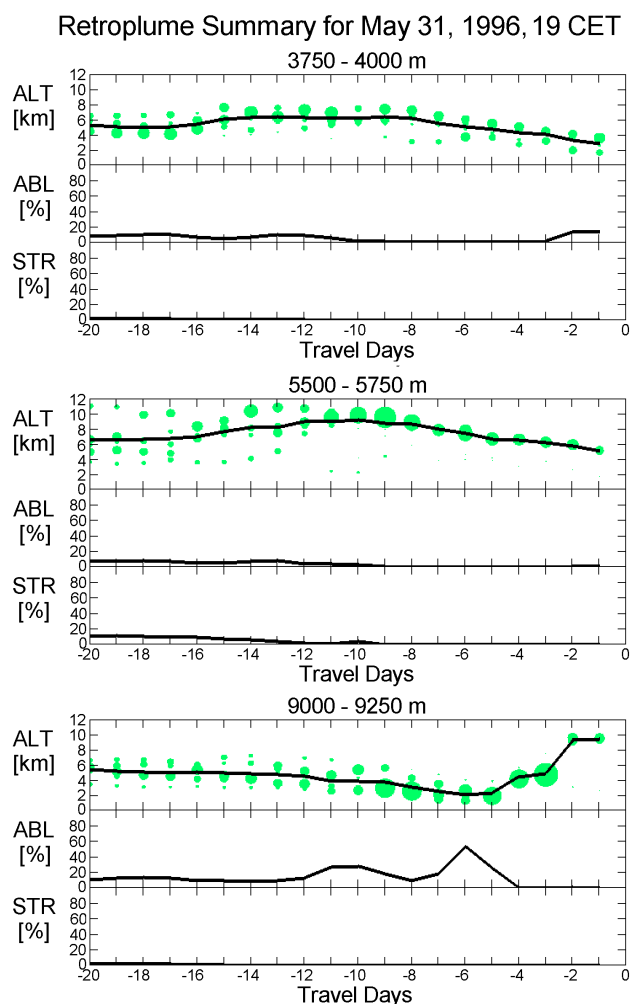 Retroplume Summary for May 31, 1996, 19 CET
3750 - 4000 m
ALT
[km]
12
10
8
6
4
2
0
ABL
[%]
80
60
40
20
0
STR
[%]
80
60
40
20
0
-20 -18 -16 -14 -12 -10 -8 -6 -4 -2 0
Travel Days
5500 - 5750 m
ALT
[km]
12
10
8
6
4
2
0
ABL
[%]
80
60
40
20
0
STR
[%]
80
60
40
20
0
-20 -18 -16 -14 -12 -10 -8 -6 -4 -2 0
Travel Days
9000 - 9250 m
ALT
[km]
12
10
8
6
4
2
0
ABL
[%]
80
60
40
20
0
STR
[%]
80
60
40
20
0
-20 -18 -16 -14 -12 -10 -8 -6 -4 -2 0
Travel Days